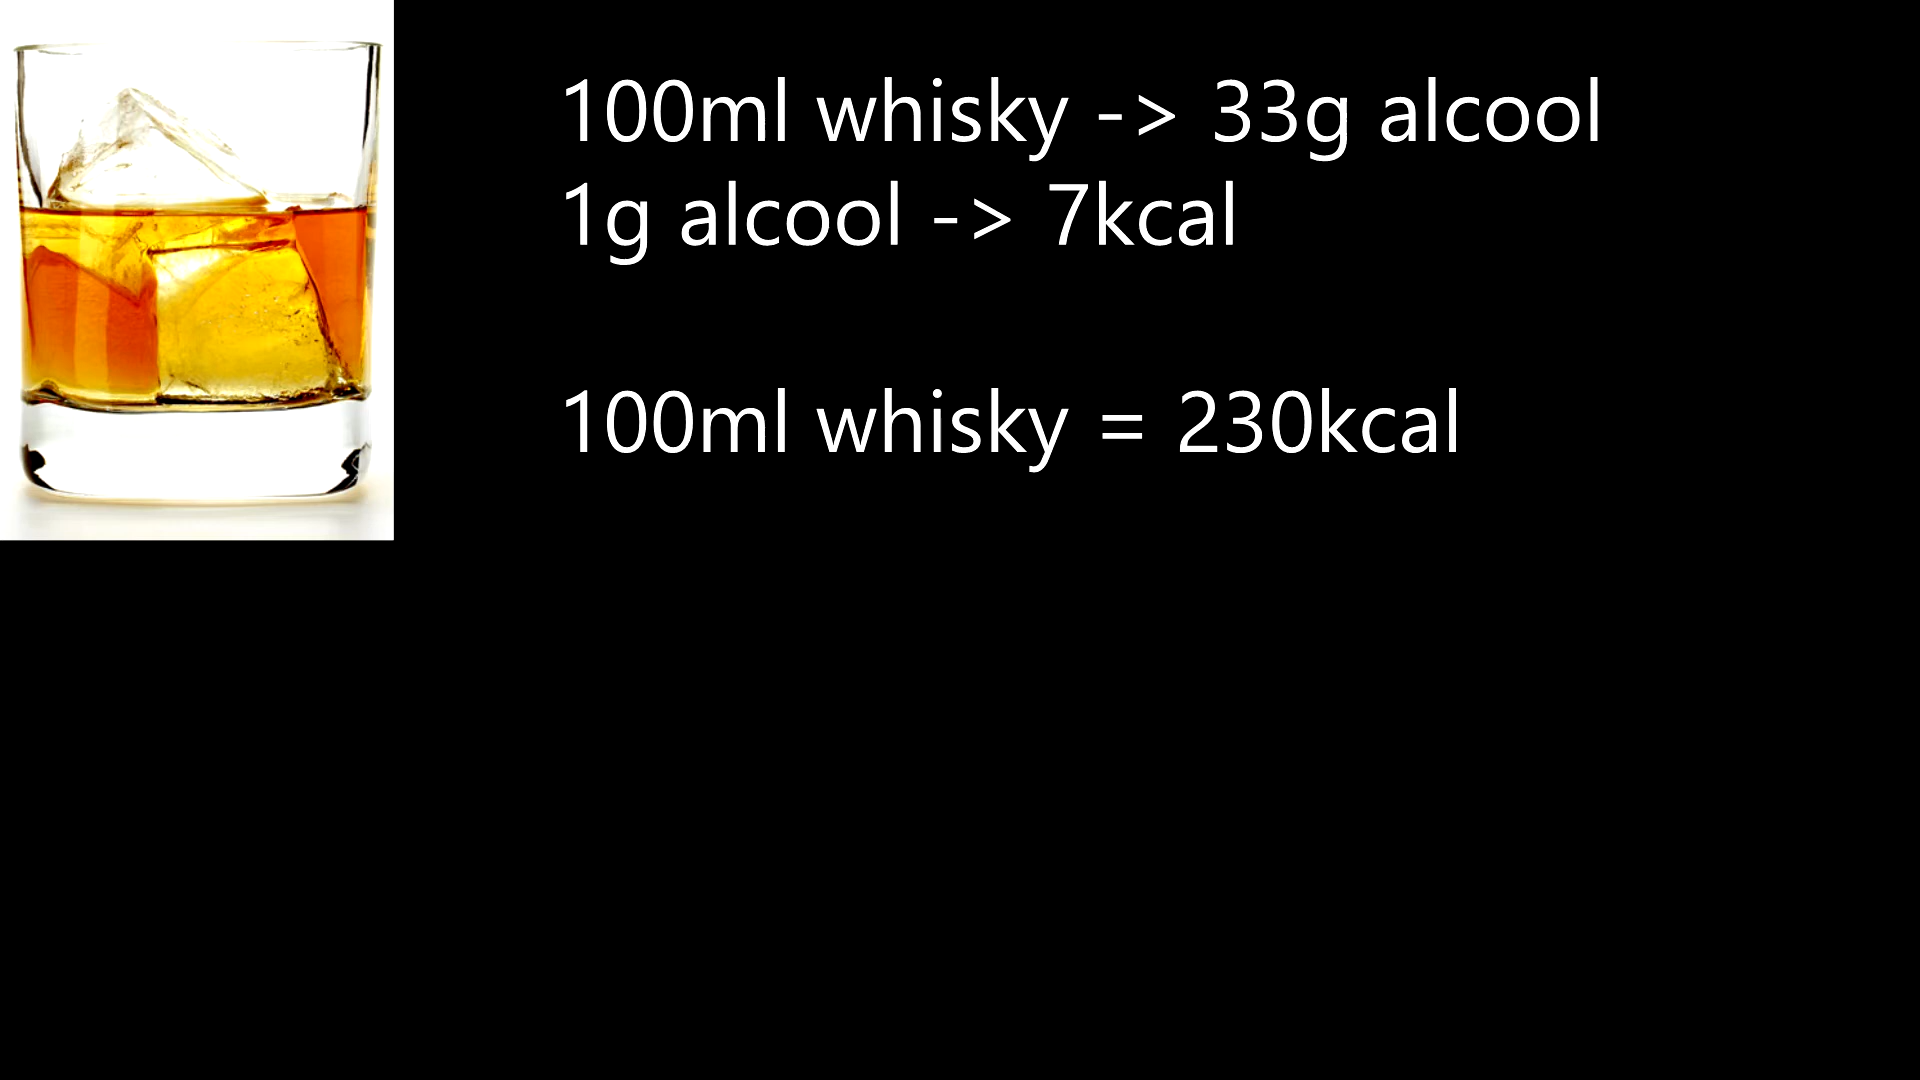 100ml whisky -> 33g alcool
1g alcool -> 7kcal
100ml whisky = 230kcal